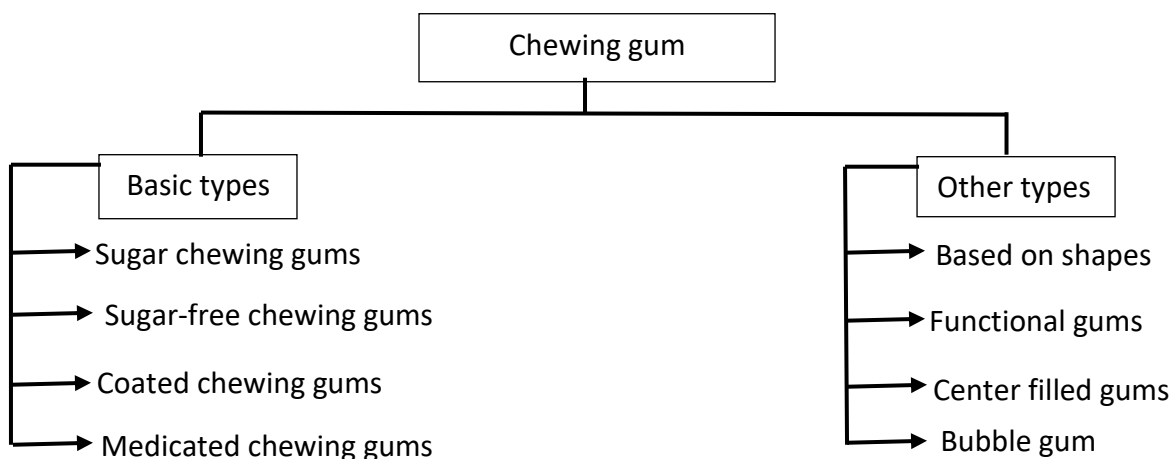 Chewing gum
Basic types
Sugar chewing gums
Sugar-free chewing gums
Coated chewing gums
Medicated chewing gums
Other types
Based on shapes
Functional gums
Center filled gums
Bubble gum